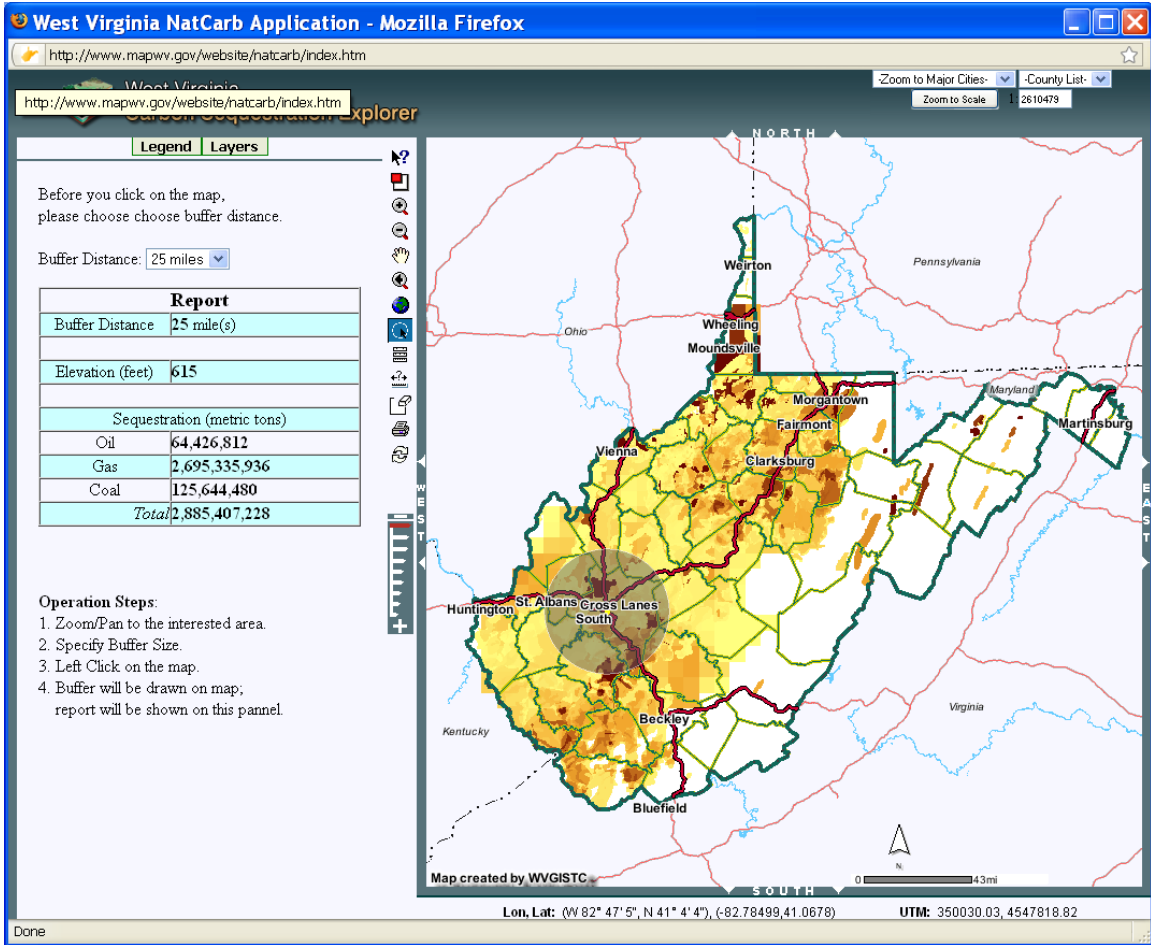 West Virginia NatCarb Application - Mozilla Firefox
http://www.mapwv.gov/website/natcarb/index.htm
-Zoom to Major Cities-
-County List-
West Virginia
http://www.mapwv.gov/website/natcarb/index.htm
Zoom to Scale
1:
2610479
Carbon Sequestration Explorer
Legend
Layers
Before you click on the map,
please choose choose buffer distance.
Buffer Distance: 25 miles
Report
Buffer Distance 25 mile(s)
Elevation (feet) 615
Sequestration (metric tons)
Oil 64,426,812
Gas 2,695,335,936
Coal 125,644,480
Total 2,885,407,228
Operation Steps:
1. Zoom/Pan to the interested area.
2. Specify Buffer Size.
3. Left Click on the map.
4. Buffer will be drawn on map;
report will be shown on this pannel.
NORTH
WEST
EAST
SOUTH
Weirton
Pennsylvania
Ohio
Wheeling
Moundsville
Maryland
Morgantown
Fairmont
Martinsburg
Vienna
Clarksburg
Huntington
St. Albans
Cross Lanes
South
Beckley
Virginia
Kentucky
Bluefield
N
Map created by WVGISTC
0
43mi
Lon, Lat: (W 82° 47' 5", N 41° 4' 4"), (-82.78499,41.0678)
UTM: 350030.03, 4547818.82
Done